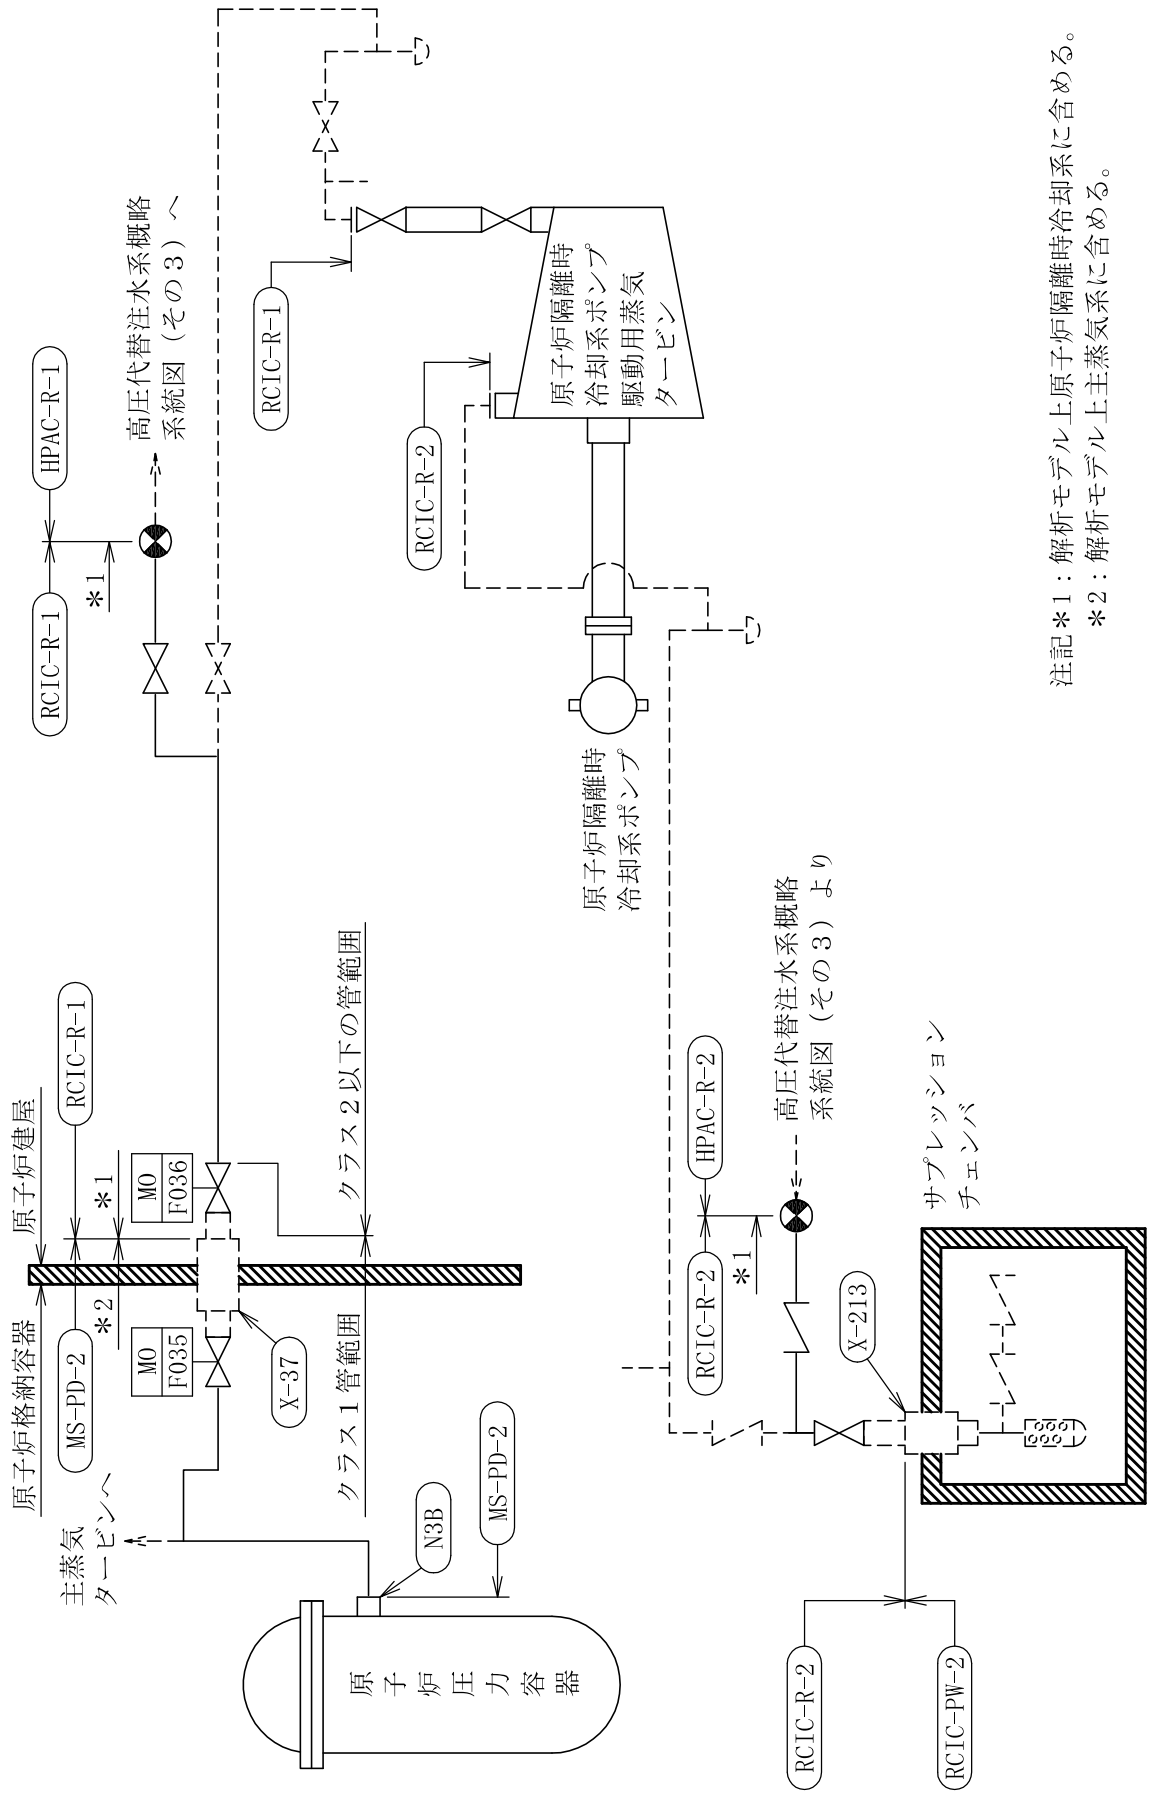 主蒸気
タービンへ
原子炉格納容器
原子炉建屋
MS-PD-2
RCIC-R-1
*2
*1
MO
F035
MO
F036
X-37
クラス1管範囲
クラス2以下の管範囲
N3B
MS-PD-2
原子炉圧力容器
RCIC-R-1
HPAC-R-1
*1
高圧代替注水系概略
系統図（その3）へ
RCIC-R-1
RCIC-R-2
原子炉隔離時
冷却系ポンプ
駆動用蒸気
タービン
原子炉隔離時
冷却系ポンプ
RCIC-R-2
HPAC-R-2
*1
高圧代替注水系概略
系統図（その3）より
X-213
サプレッション
チェンバ
RCIC-R-2
RCIC-PW-2
注記*1：解析モデル上原子炉隔離時冷却系に含める。
*2：解析モデル上主蒸気系に含める。